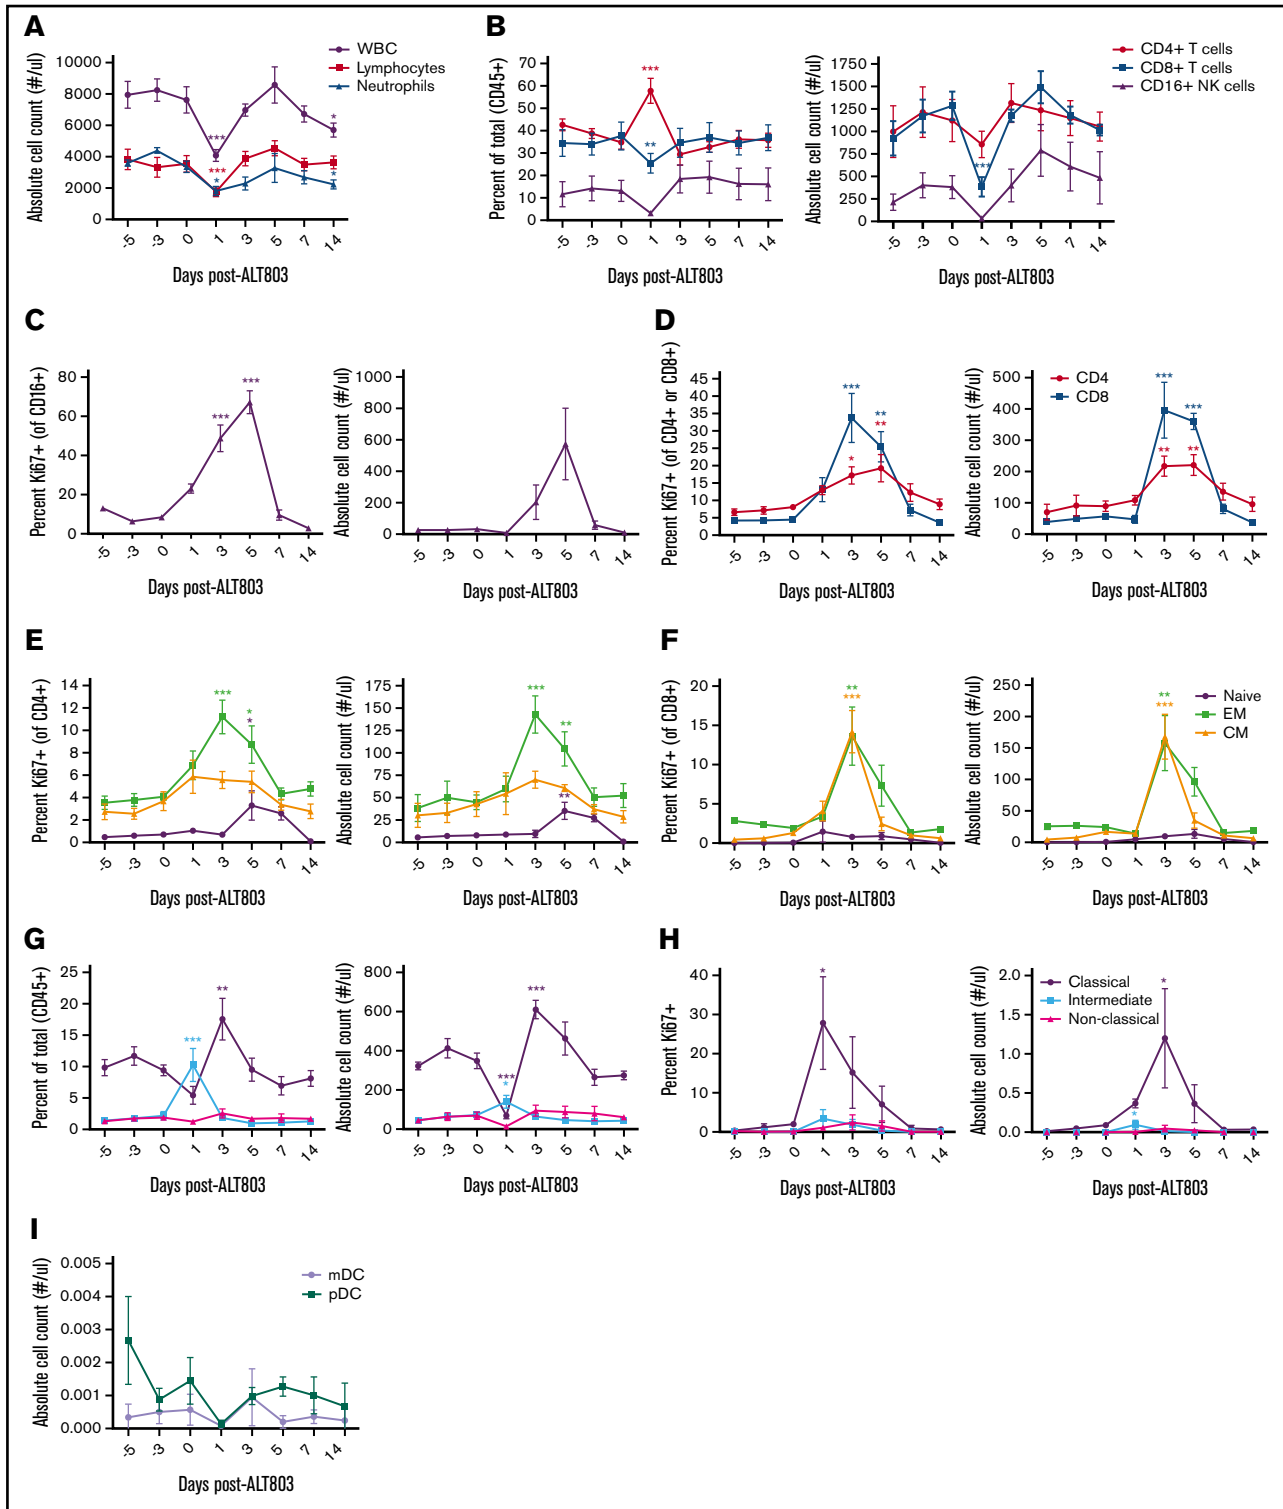 A
Absolute cell count (#/ul)
10000
8000
6000
4000
2000
0
WBC
Lymphocytes
Neutrophils
***
***
*
*
*
-5 -3 0 1 3 5 7 14
Days post-ALT803
B
Percent of total (CD45+)
70
60
50
40
30
20
10
0
***
**
-5 -3 0 1 3 5 7 14
Days post-ALT803
Absolute cell count (#/ul)
1750
1500
1250
1000
750
500
250
0
***
CD4+ T cells
CD8+ T cells
CD16+ NK cells
-5 -3 0 1 3 5 7 14
Days post-ALT803
C
Percent Ki67+ (of CD16+)
80
60
40
20
0
***
***
-5 -3 0 1 3 5 7 14
Days post-ALT803
Absolute cell count (#/ul)
1000
800
600
400
200
0
-5 -3 0 1 3 5 7 14
Days post-ALT803
D
Percent Ki67+ (of CD4+ or CD8+)
45
40
35
30
25
20
15
10
5
0
***
**
**
*
-5 -3 0 1 3 5 7 14
Days post-ALT803
Absolute cell count (#/ul)
500
400
300
200
100
0
CD4
CD8
***
***
**
**
-5 -3 0 1 3 5 7 14
Days post-ALT803
E
Percent Ki67+ (of CD4+)
14
12
10
8
6
4
2
0
***
*
*
-5 -3 0 1 3 5 7 14
Days post-ALT803
Absolute cell count (#/ul)
175
150
125
100
75
50
25
0
***
**
**
-5 -3 0 1 3 5 7 14
Days post-ALT803
F
Percent Ki67+ (of CD8+)
20
15
10
5
0
**
***
-5 -3 0 1 3 5 7 14
Days post-ALT803
Absolute cell count (#/ul)
250
200
150
100
50
0
**
***
Naive
EM
CM
-5 -3 0 1 3 5 7 14
Days post-ALT803
G
Percent of total (CD45+)
25
20
15
10
5
0
**
***
-5 -3 0 1 3 5 7 14
Days post-ALT803
Absolute cell count (#/ul)
800
600
400
200
0
***
***
*
-5 -3 0 1 3 5 7 14
Days post-ALT803
H
Percent Ki67+
40
30
20
10
0
*
-5 -3 0 1 3 5 7 14
Days post-ALT803
Absolute cell count (#/ul)
2.0
1.5
1.0
0.5
0.0
Classical
Intermediate
Non-classical
*
*
-5 -3 0 1 3 5 7 14
Days post-ALT803
I
Absolute cell count (#/ul)
0.005
0.004
0.003
0.002
0.001
0.000
mDC
pDC
-5 -3 0 1 3 5 7 14
Days post-ALT803